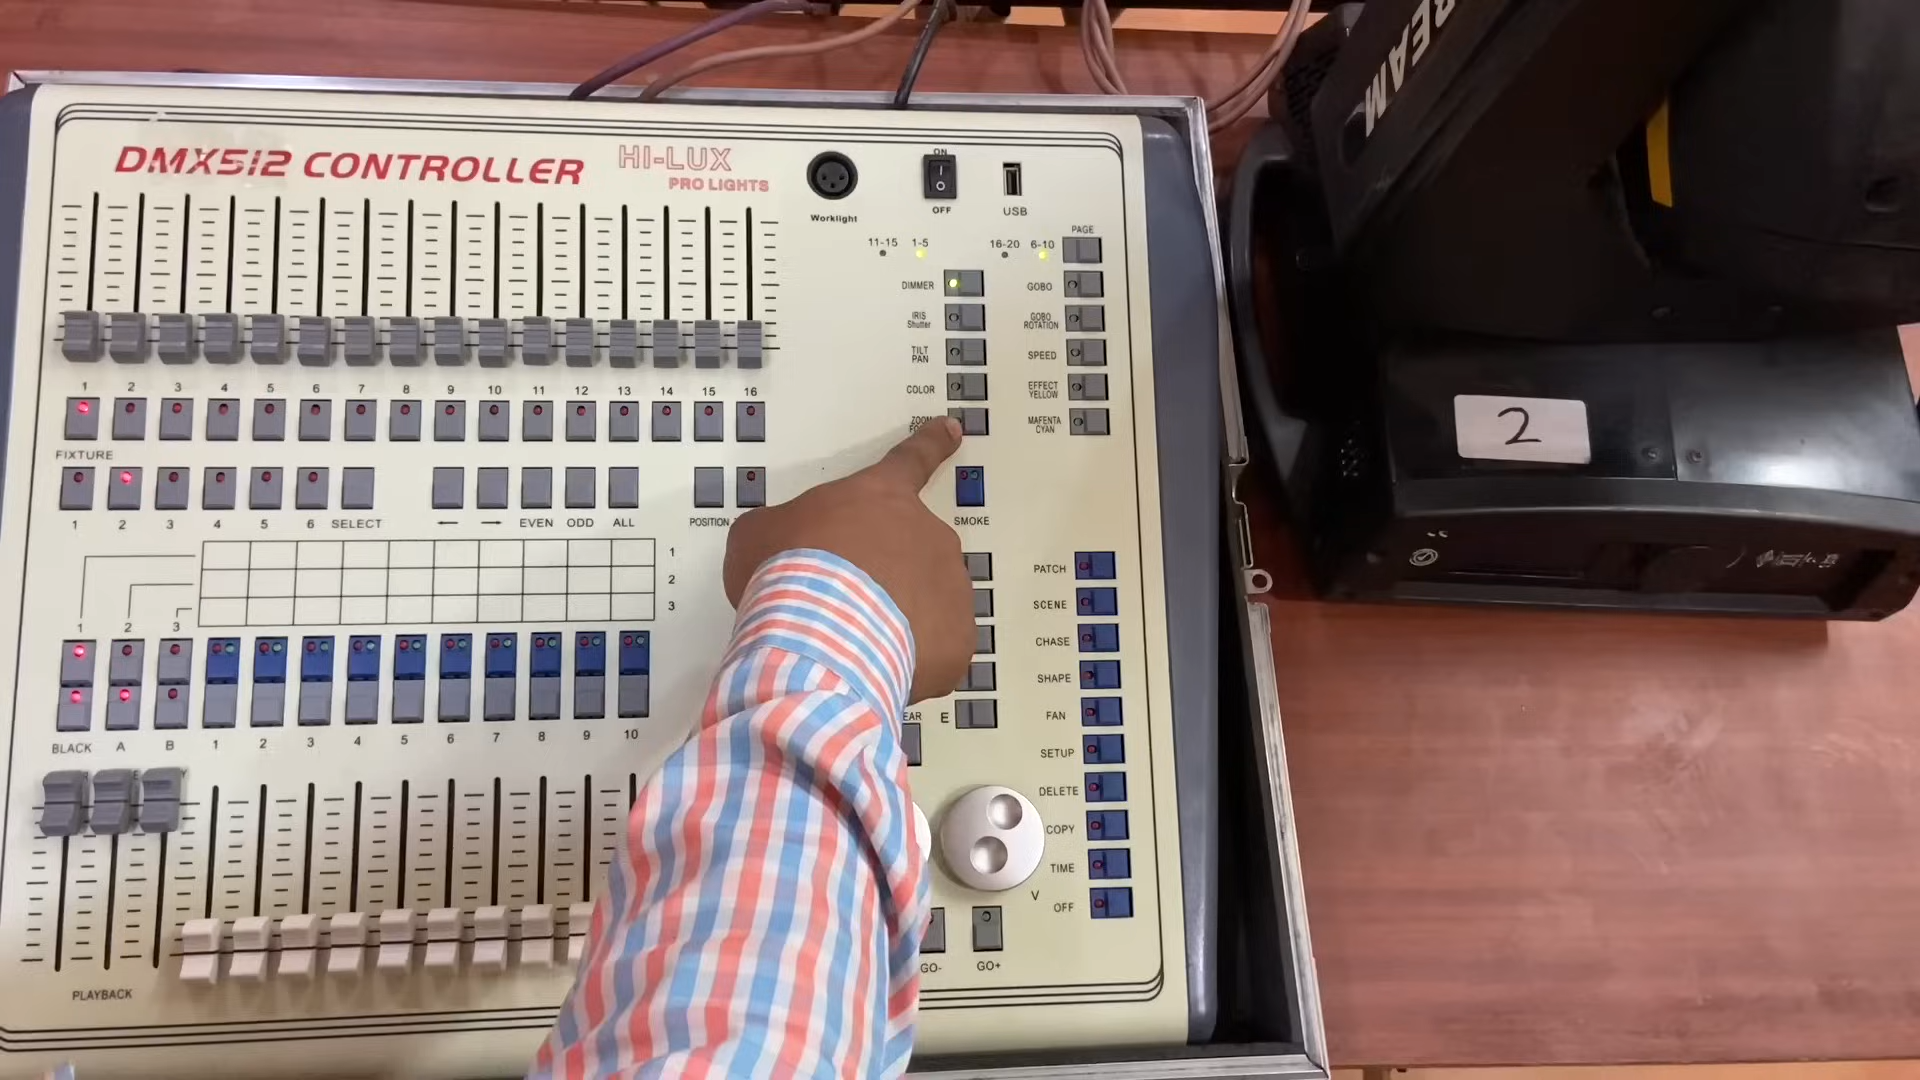 BEAM
DMX512 CONTROLLER
HI-LUX
PRO LIGHTS
ON
OFF
Worklight
USB
PAGE
11-15 1-5 16-20 6-10
DIMMER GOBO
IRIS
Shutter
GOBO
ROTATION
TILT
PAN
SPEED
COLOR
EFFECT
YELLOW
ZOOM
MAFENTA
CYAN
1 2 3 4 5 6 7 8 9 10 11 12 13 14 15 16
2
FIXTURE
1 2 3 4 5 6 SELECT ← → EVEN ODD ALL POSITION
SMOKE
1
2
3
1 2 3
PATCH
SCENE
CHASE
SHAPE
FAN
SETUP
DELETE
COPY
TIME
OFF
E
V
BLACK A B 1 2 3 4 5 6 7 8 9 10
PLAYBACK
GO- GO+